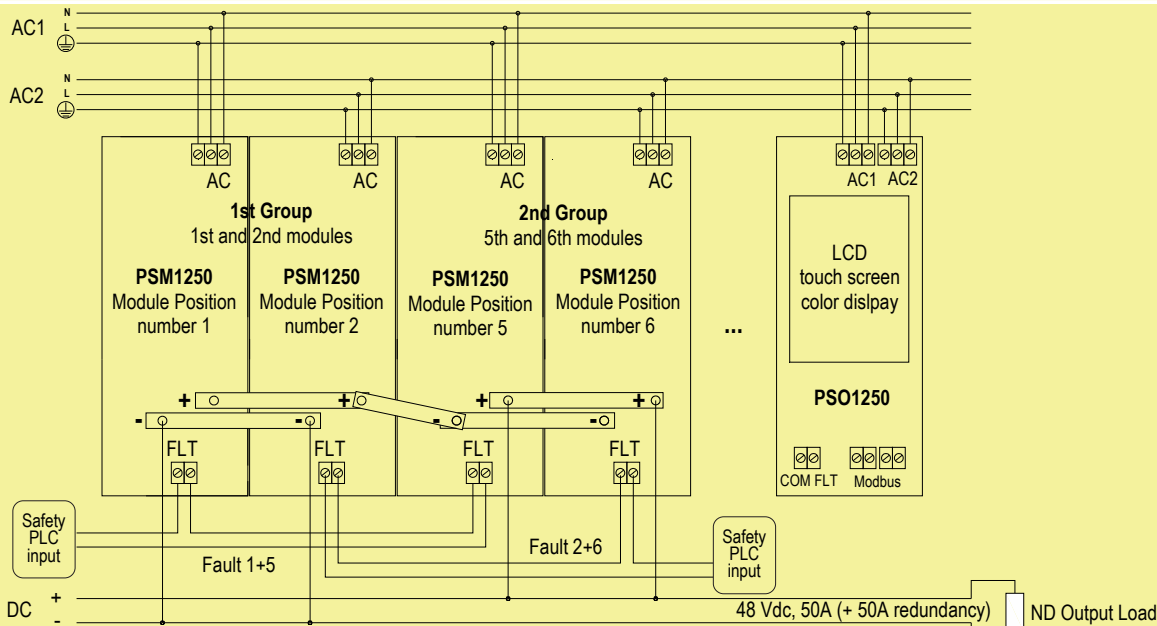 AC1
N
L
AC2
N
L
AC
AC
AC
AC
AC1 AC2
1st Group
1st and 2nd modules
2nd Group
5th and 6th modules
PSM1250
Module Position
number 1
PSM1250
Module Position
number 2
PSM1250
Module Position
number 5
PSM1250
Module Position
number 6
...
LCD
touch screen
color dislpay
PSO1250
+
+
+
+
-
-
-
-
FLT
FLT
FLT
FLT
COM FLT
Modbus
Safety
PLC
input
Fault 1+5
Fault 2+6
Safety
PLC
input
DC
+
-
48 Vdc, 50A (+ 50A redundancy)
ND Output Load